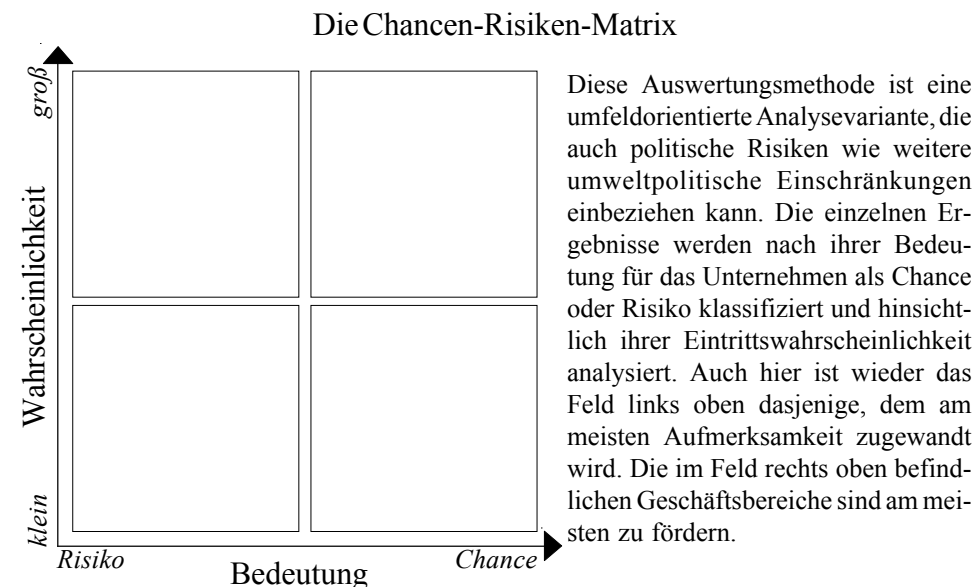 Die Chancen-Risiken-Matrix
groß
Wahrscheinlichkeit
klein
Risiko
Chance
Bedeutung
Diese Auswertungsmethode ist eine
umfeldorientierte Analysevariante, die
auch politische Risiken wie weitere
umweltpolitische Einschränkungen
einbeziehen kann. Die einzelnen Er-
gebnisse werden nach ihrer Bedeu-
tung für das Unternehmen als Chance
oder Risiko klassifiziert und hinsicht-
lich ihrer Eintrittswahrscheinlichkeit
analysiert. Auch hier ist wieder das
Feld links oben dasjenige, dem am
meisten Aufmerksamkeit zugewandt
wird. Die im Feld rechts oben befind-
lichen Geschäftsbereiche sind am mei-
sten zu fördern.